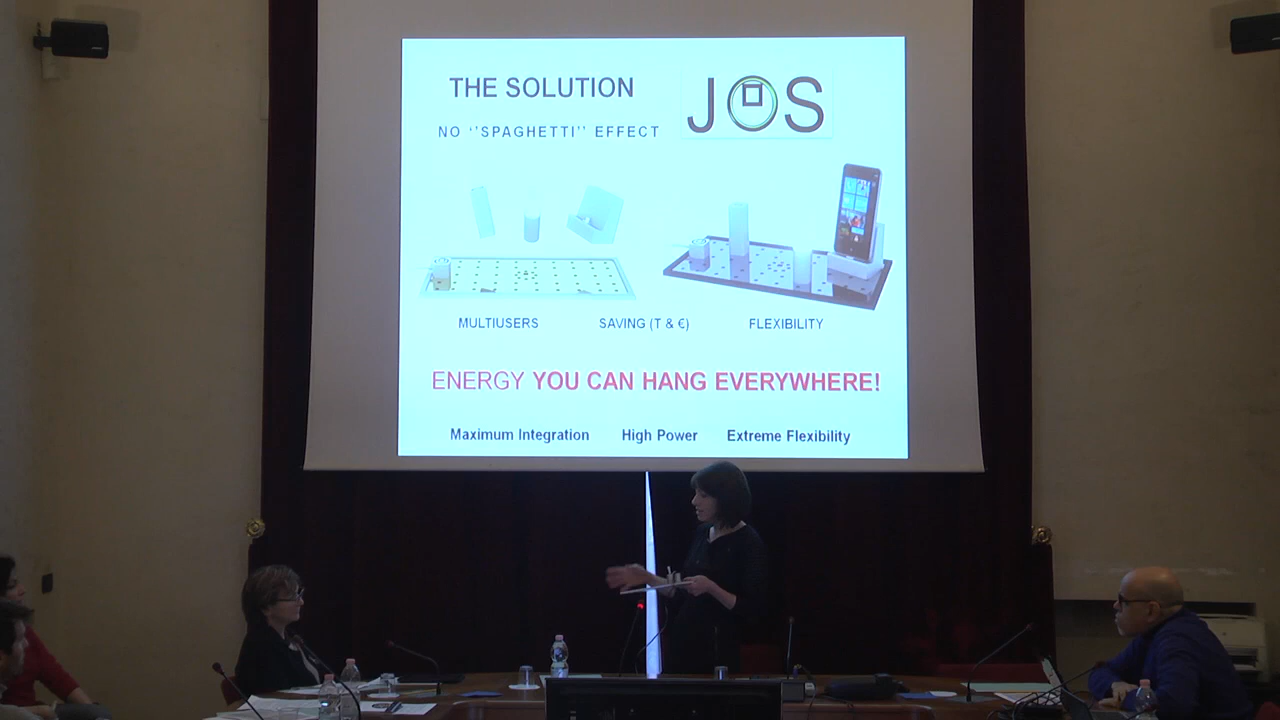 THE SOLUTION
JOS
NO ‘’SPAGHETTI’’ EFFECT
MULTIUSERS SAVING (T & €) FLEXIBILITY
ENERGY YOU CAN HANG EVERYWHERE!
Maximum Integration High Power Extreme Flexibility